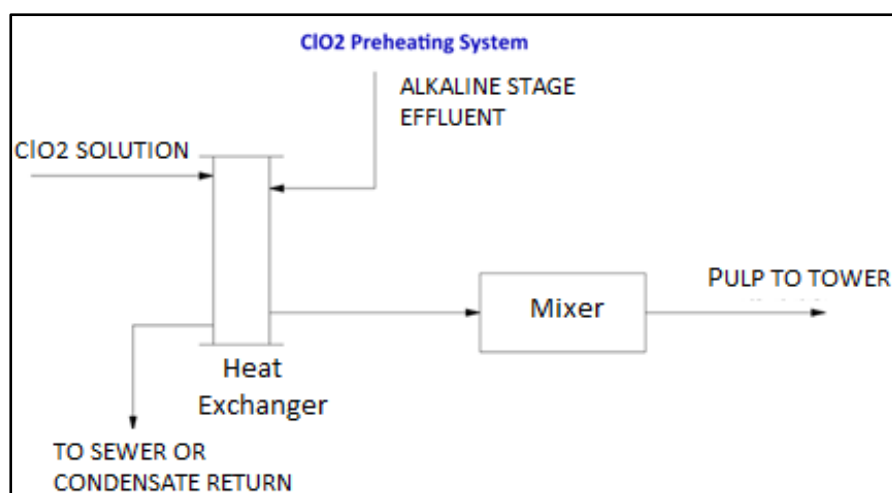 ClO2 Preheating System
ALKALINE STAGE
EFFLUENT
ClO2 SOLUTION
PULP TO TOWER
Mixer
Heat
Exchanger
TO SEWER OR
CONDENSATE RETURN